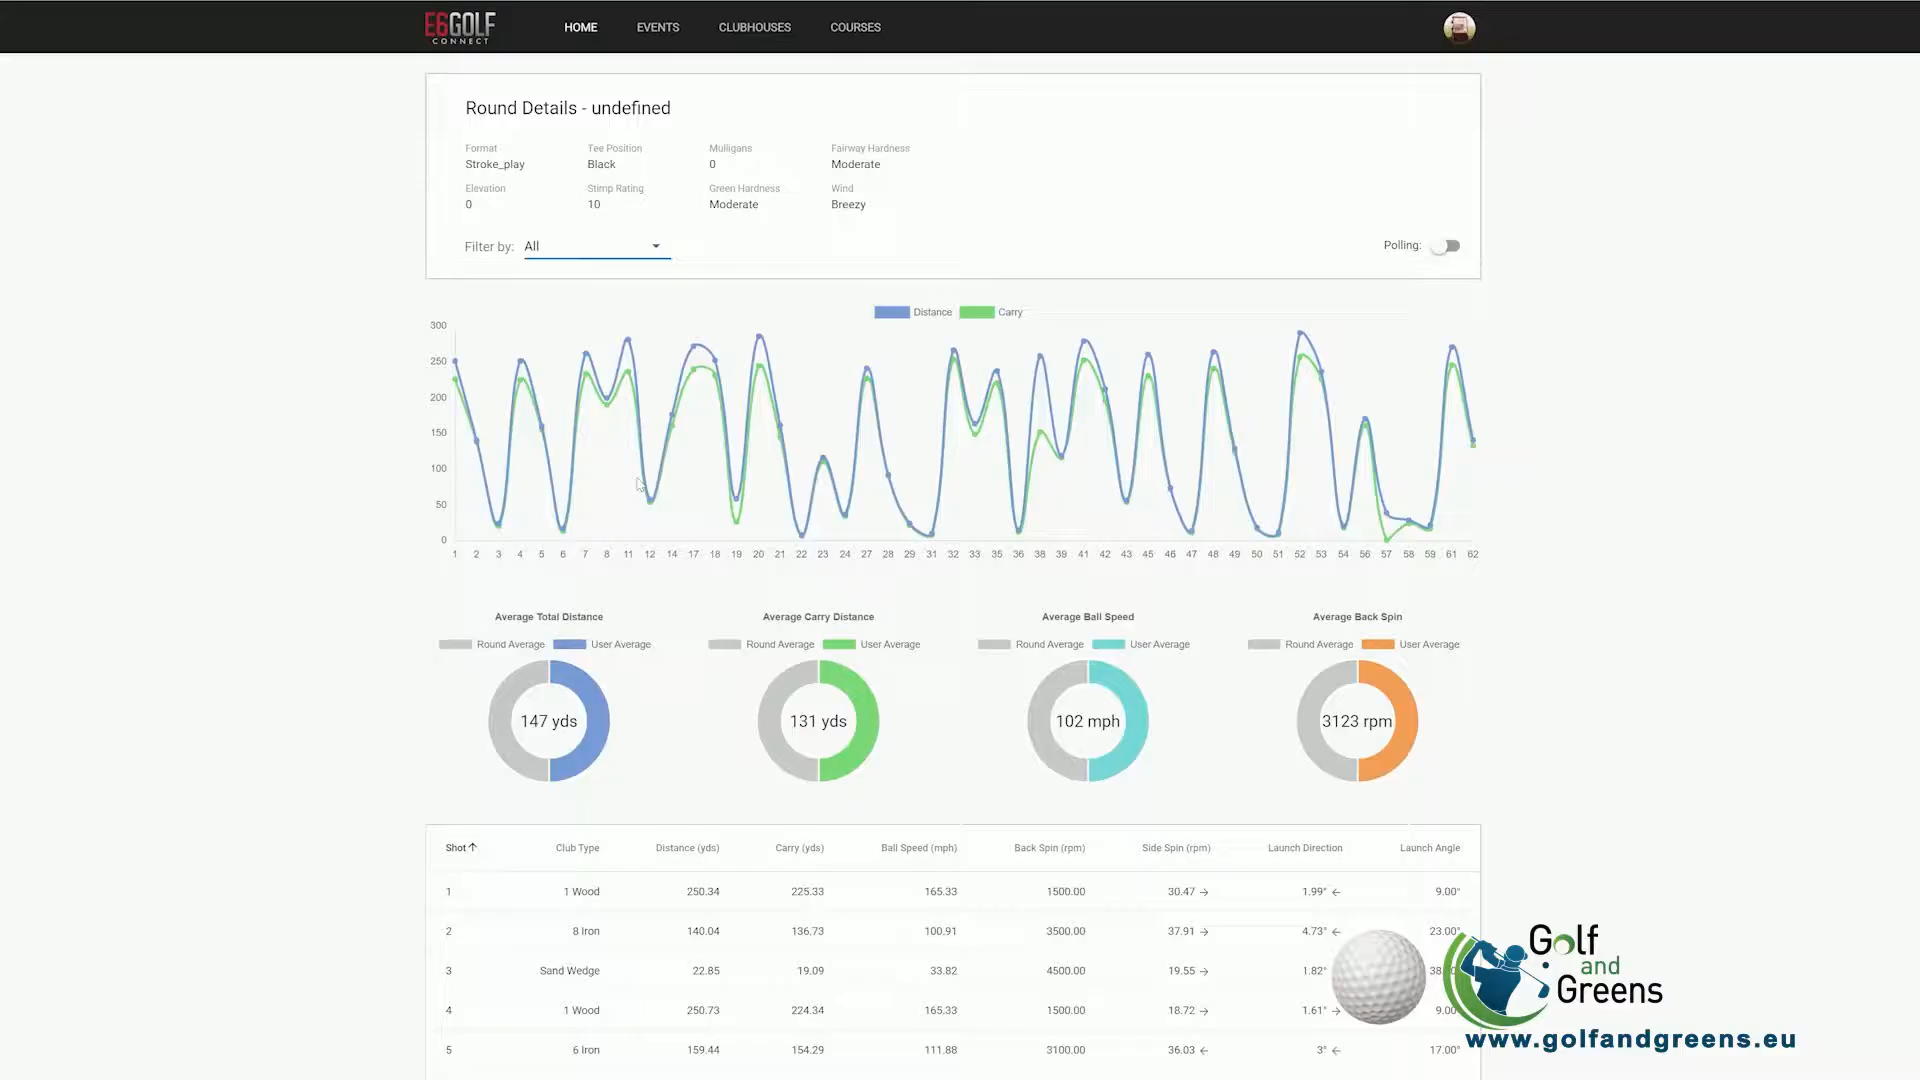 E6GOLF
CONNECT
HOME EVENTS CLUBHOUSES COURSES
Round Details - undefined
Format Tee Position Mulligans Fairway Hardness
Stroke_play Black 0 Moderate
Elevation Stimp Rating Green Hardness Wind
0 10 Moderate Breezy
Filter by: All Polling:
Distance Carry
300
250
200
150
100
50
0
1 2 3 4 5 6 7 8 11 12 14 17 18 19 20 21 22 23 24 27 28 29 31 32 33 35 36 38 39 41 42 43 45 46 47 48 49 50 51 52 53 54 56 57 58 59 61 62
Average Total Distance Average Carry Distance Average Ball Speed Average Back Spin
Round Average User Average Round Average User Average Round Average User Average Round Average User Average
147 yds 131 yds 102 mph 3123 rpm
Shot Club Type Distance (yds) Carry (yds) Ball Speed (mph) Back Spin (rpm) Side Spin (rpm) Launch Direction Launch Angle
1 1 Wood 250.34 225.33 165.33 1500.00 30.47 → 1.99° ← 9.00°
2 8 Iron 140.04 136.73 100.91 3500.00 37.91 → 4.73° ← 23.00°
3 Sand Wedge 22.85 19.09 33.82 4500.00 19.55 → 1.82°
4 1 Wood 250.73 224.34 165.33 1500.00 18.72 → 1.61° → 9.00
5 6 Iron 159.44 154.29 111.88 3100.00 36.03 ← 3° ← 17.00°
Golf
and
Greens
www.golfandgreens.eu